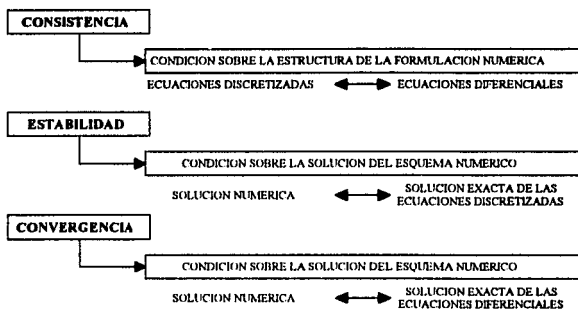 CONSISTENCIA
CONDICION SOBRE LA ESTRUCTURA DE LA FORMULACION NUMERICA
ECUACIONES DISCRETIZADAS ECUACIONES DIFERENCIALES
ESTABILIDAD
CONDICION SOBRE LA SOLUCION DEL ESQUEMA NUMERICO
SOLUCION NUMERICA SOLUCION EXACTA DE LAS
ECUACIONES DISCRETIZADAS
CONVERGENCIA
CONDICION SOBRE LA SOLUCION DEL ESQUEMA NUMERICO
SOLUCION NUMERICA SOLUCION EXACTA DE LAS
ECUACIONES DIFERENCIALES